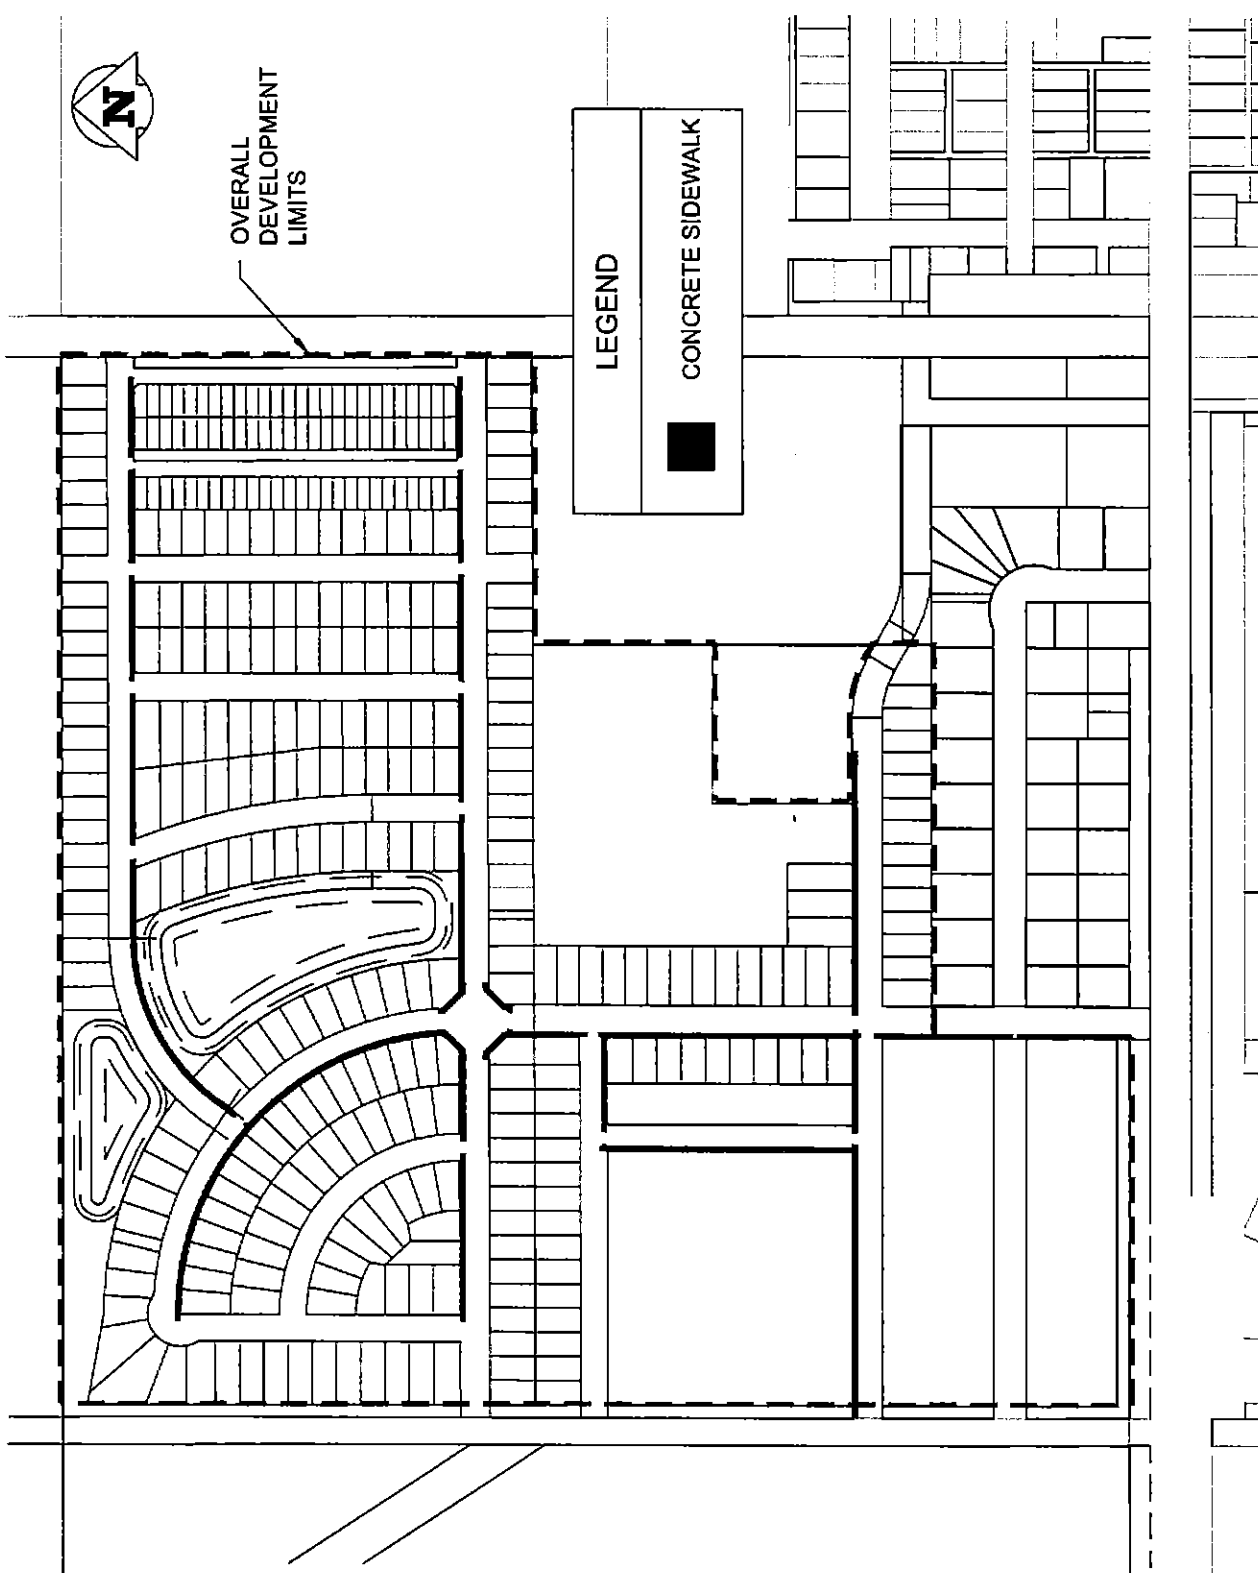 N
OVERALL
DEVELOPMENT
LIMITS
LEGEND
CONCRETE SIDEWALK